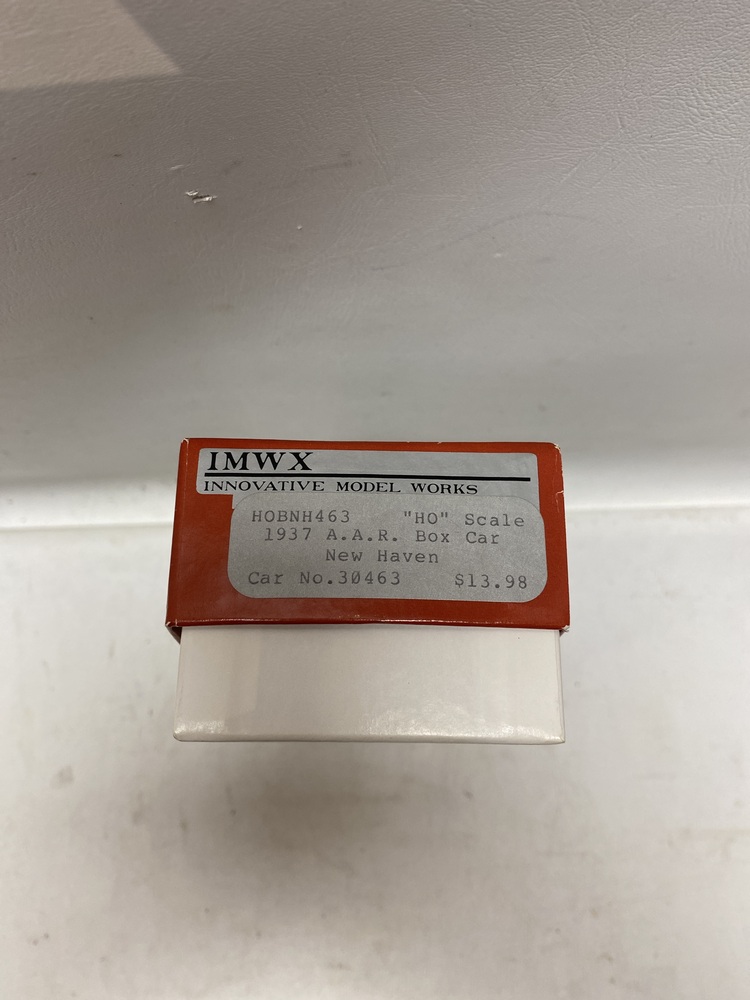 IMWX
INNOVATIVE MODEL WORKS
HOBNH463 "HO" Scale
1937 A.A.R. Box Car
New Haven
Car No.30463 $13.98